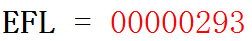 EFL = 00000293